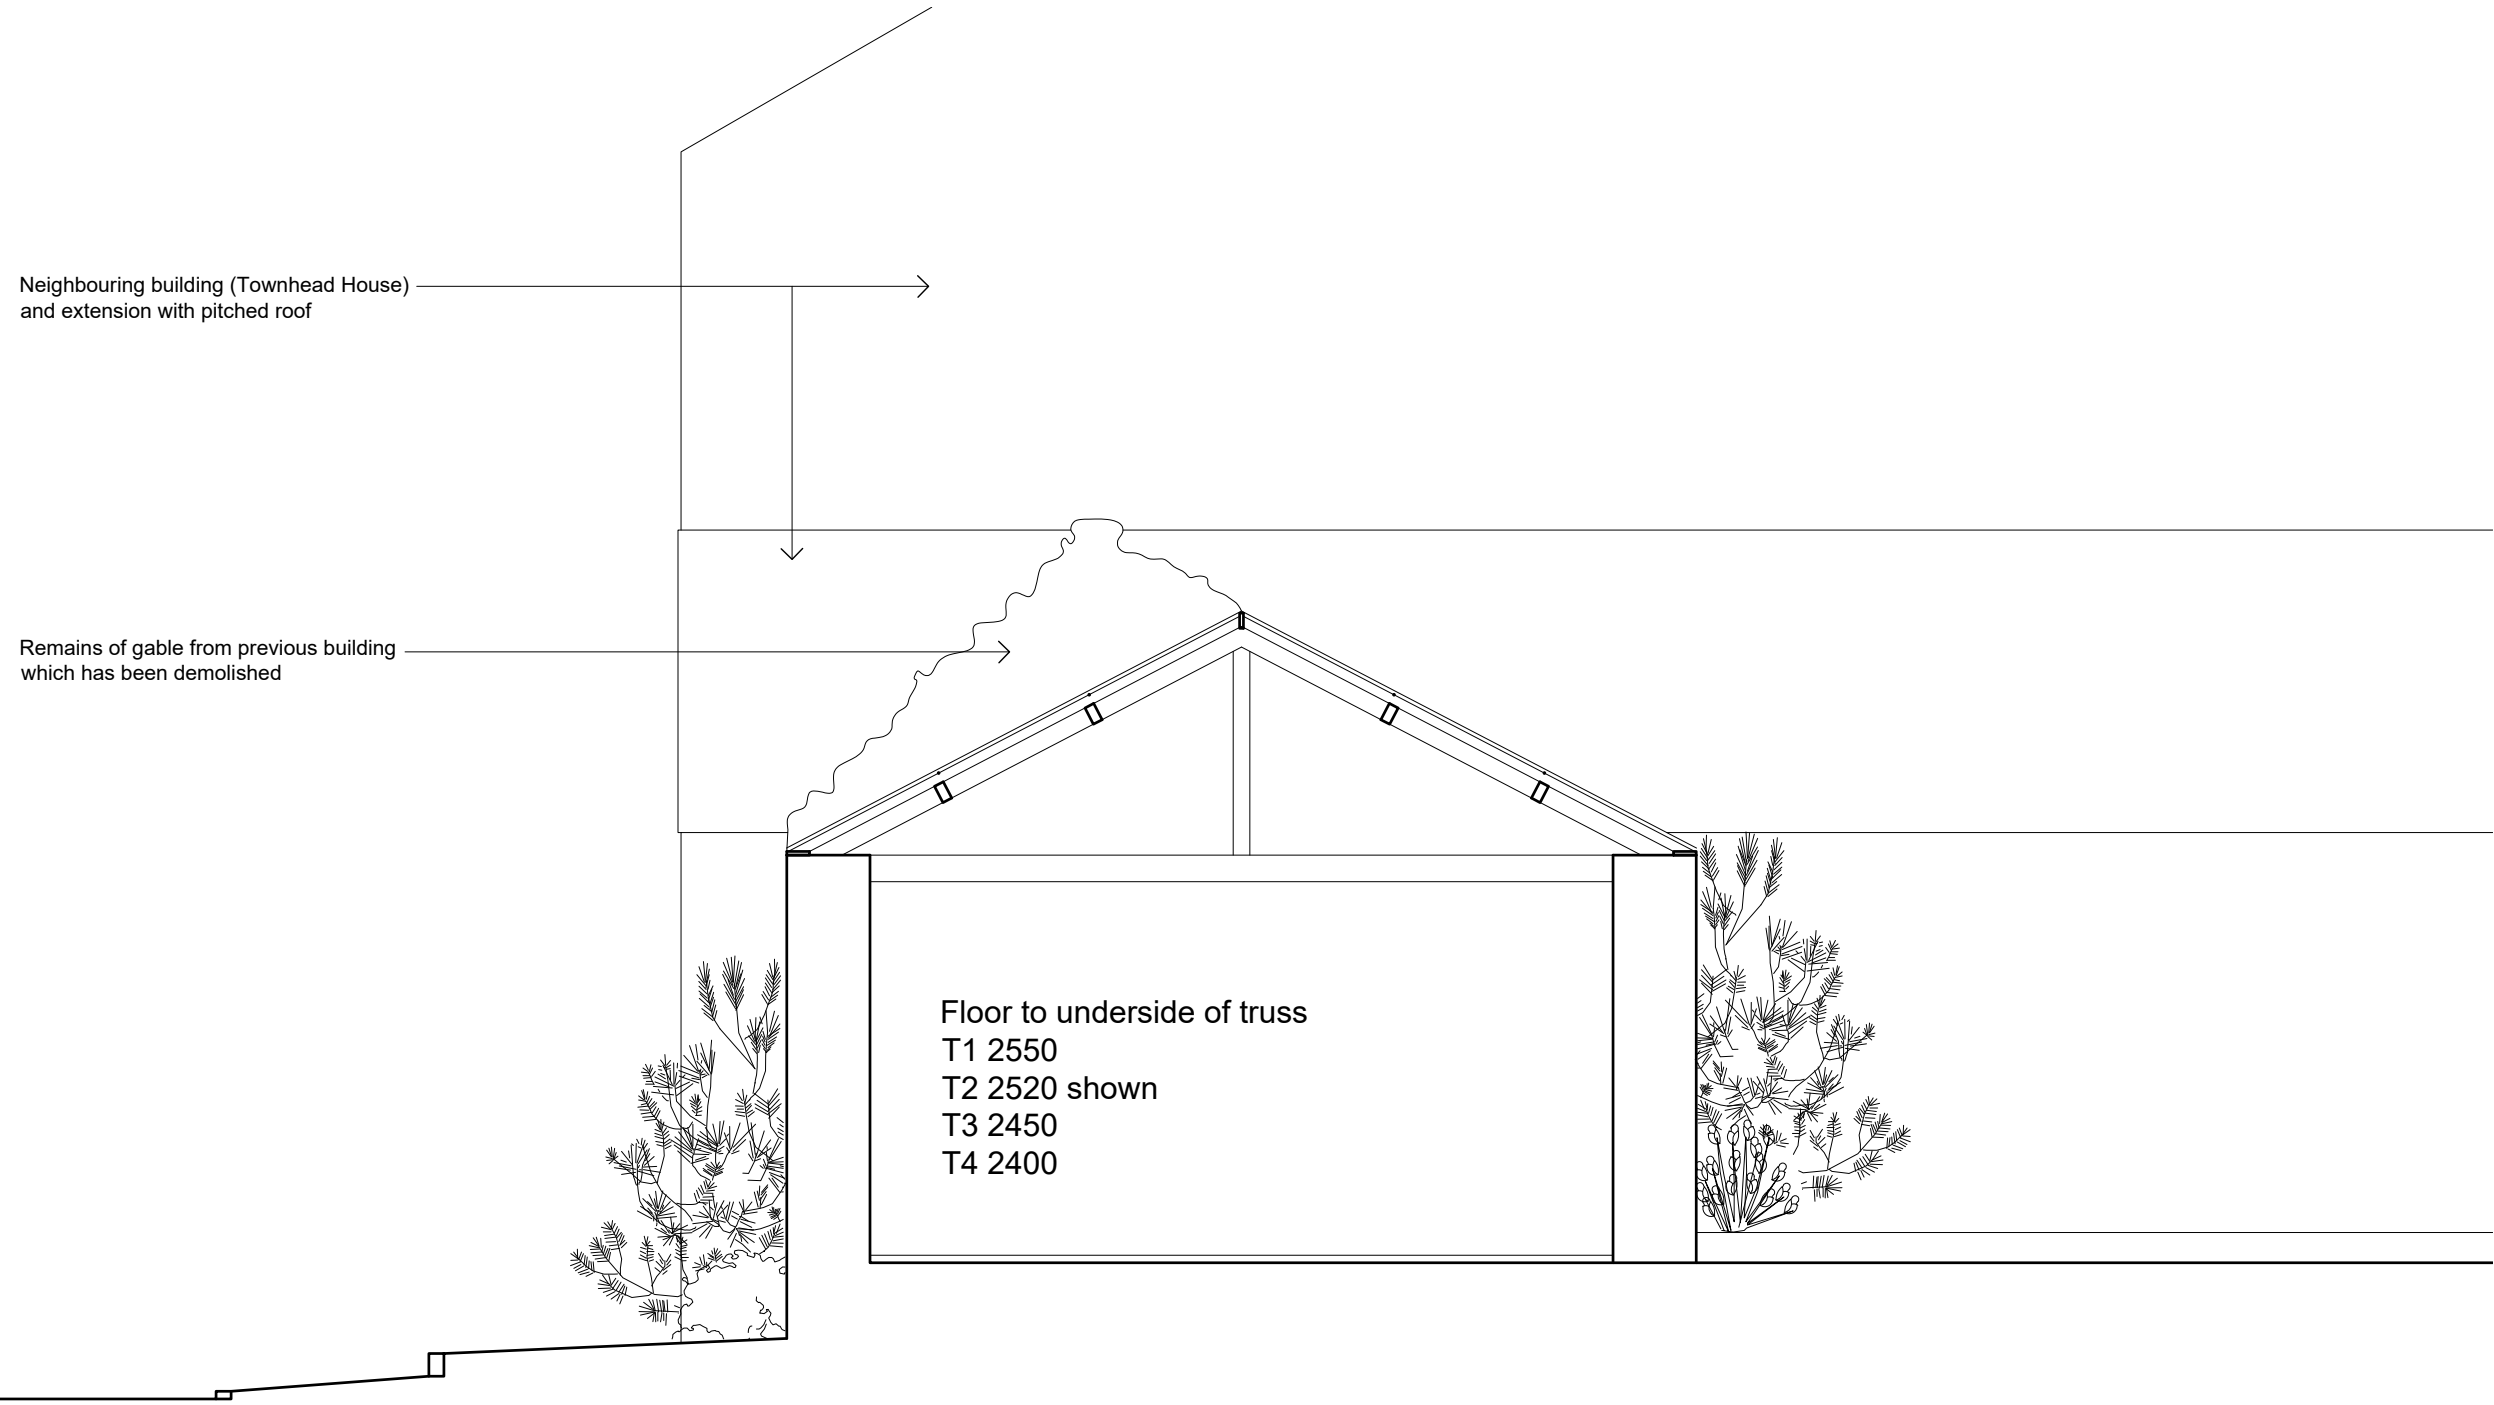 Neighbouring building (Townhead House)
and extension with pitched roof
Remains of gable from previous building
which has been demolished
Floor to underside of truss
T1 2550
T2 2520 shown
T3 2450
T4 2400